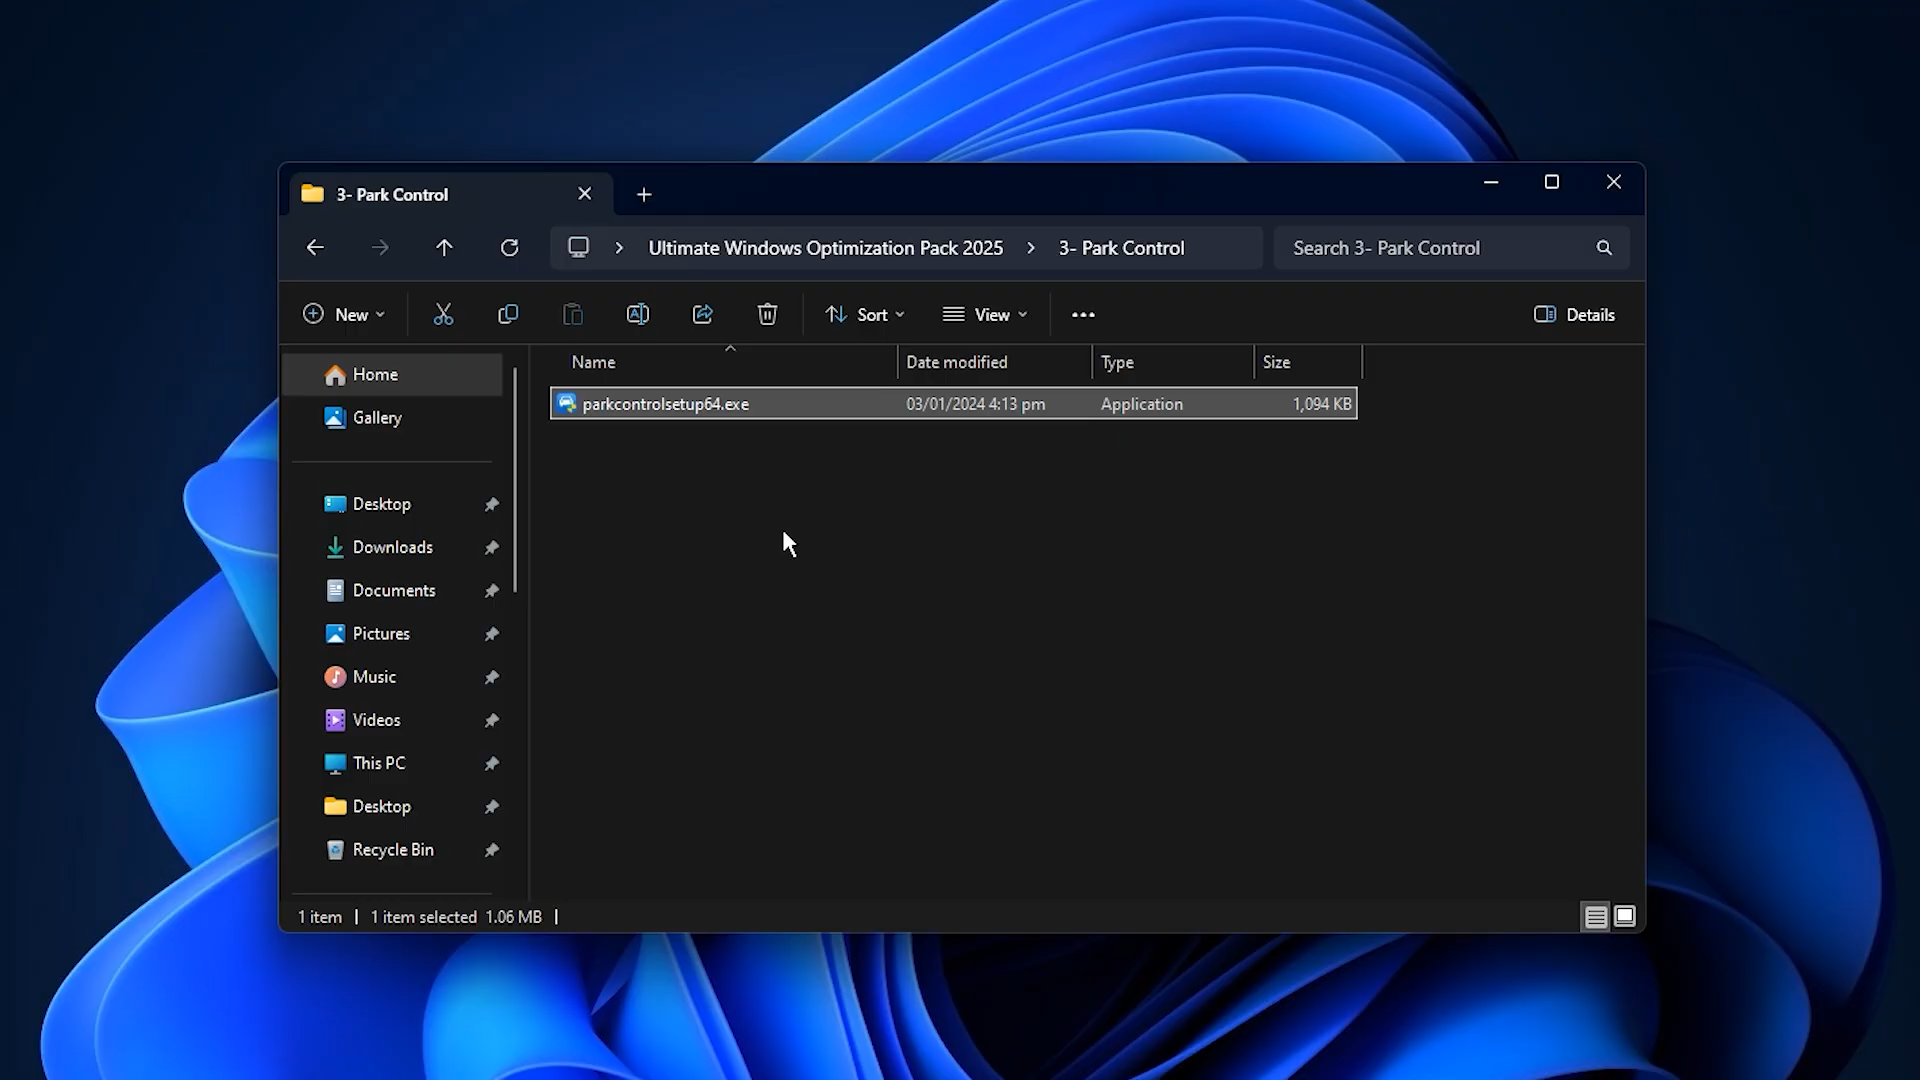 3- Park Control
Ultimate Windows Optimization Pack 2025 3- Park Control Search 3- Park Control
New Sort View Details
Name Date modified Type Size
parkcontrolsetup64.exe 03/01/2024 4:13 pm Application 1,094 KB
Home
Gallery
Desktop
Downloads
Documents
Pictures
Music
Videos
This PC
Desktop
Recycle Bin
1 item 1 item selected 1.06 MB